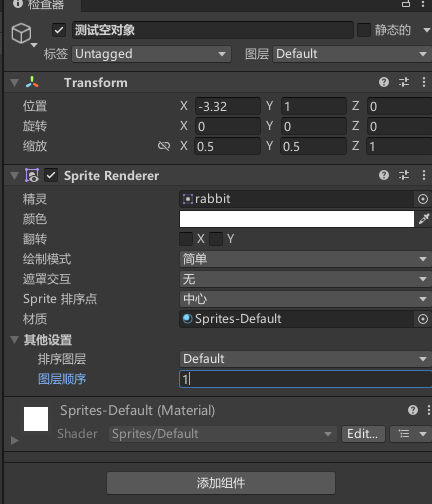 检查器
测试空对象 静态的
标签 Untagged 图层 Default
Transform
位置 X -3.32 Y 1 Z 0
旋转 X 0 Y 0 Z 0
缩放 X 0.5 Y 0.5 Z 1
Sprite Renderer
精灵 rabbit
颜色
翻转 X Y
绘制模式 简单
遮罩交互 无
Sprite 排序点 中心
材质 Sprites-Default
其他设置
排序图层 Default
图层顺序 1
Sprites-Default (Material)
Shader Sprites/Default Edit...
添加组件